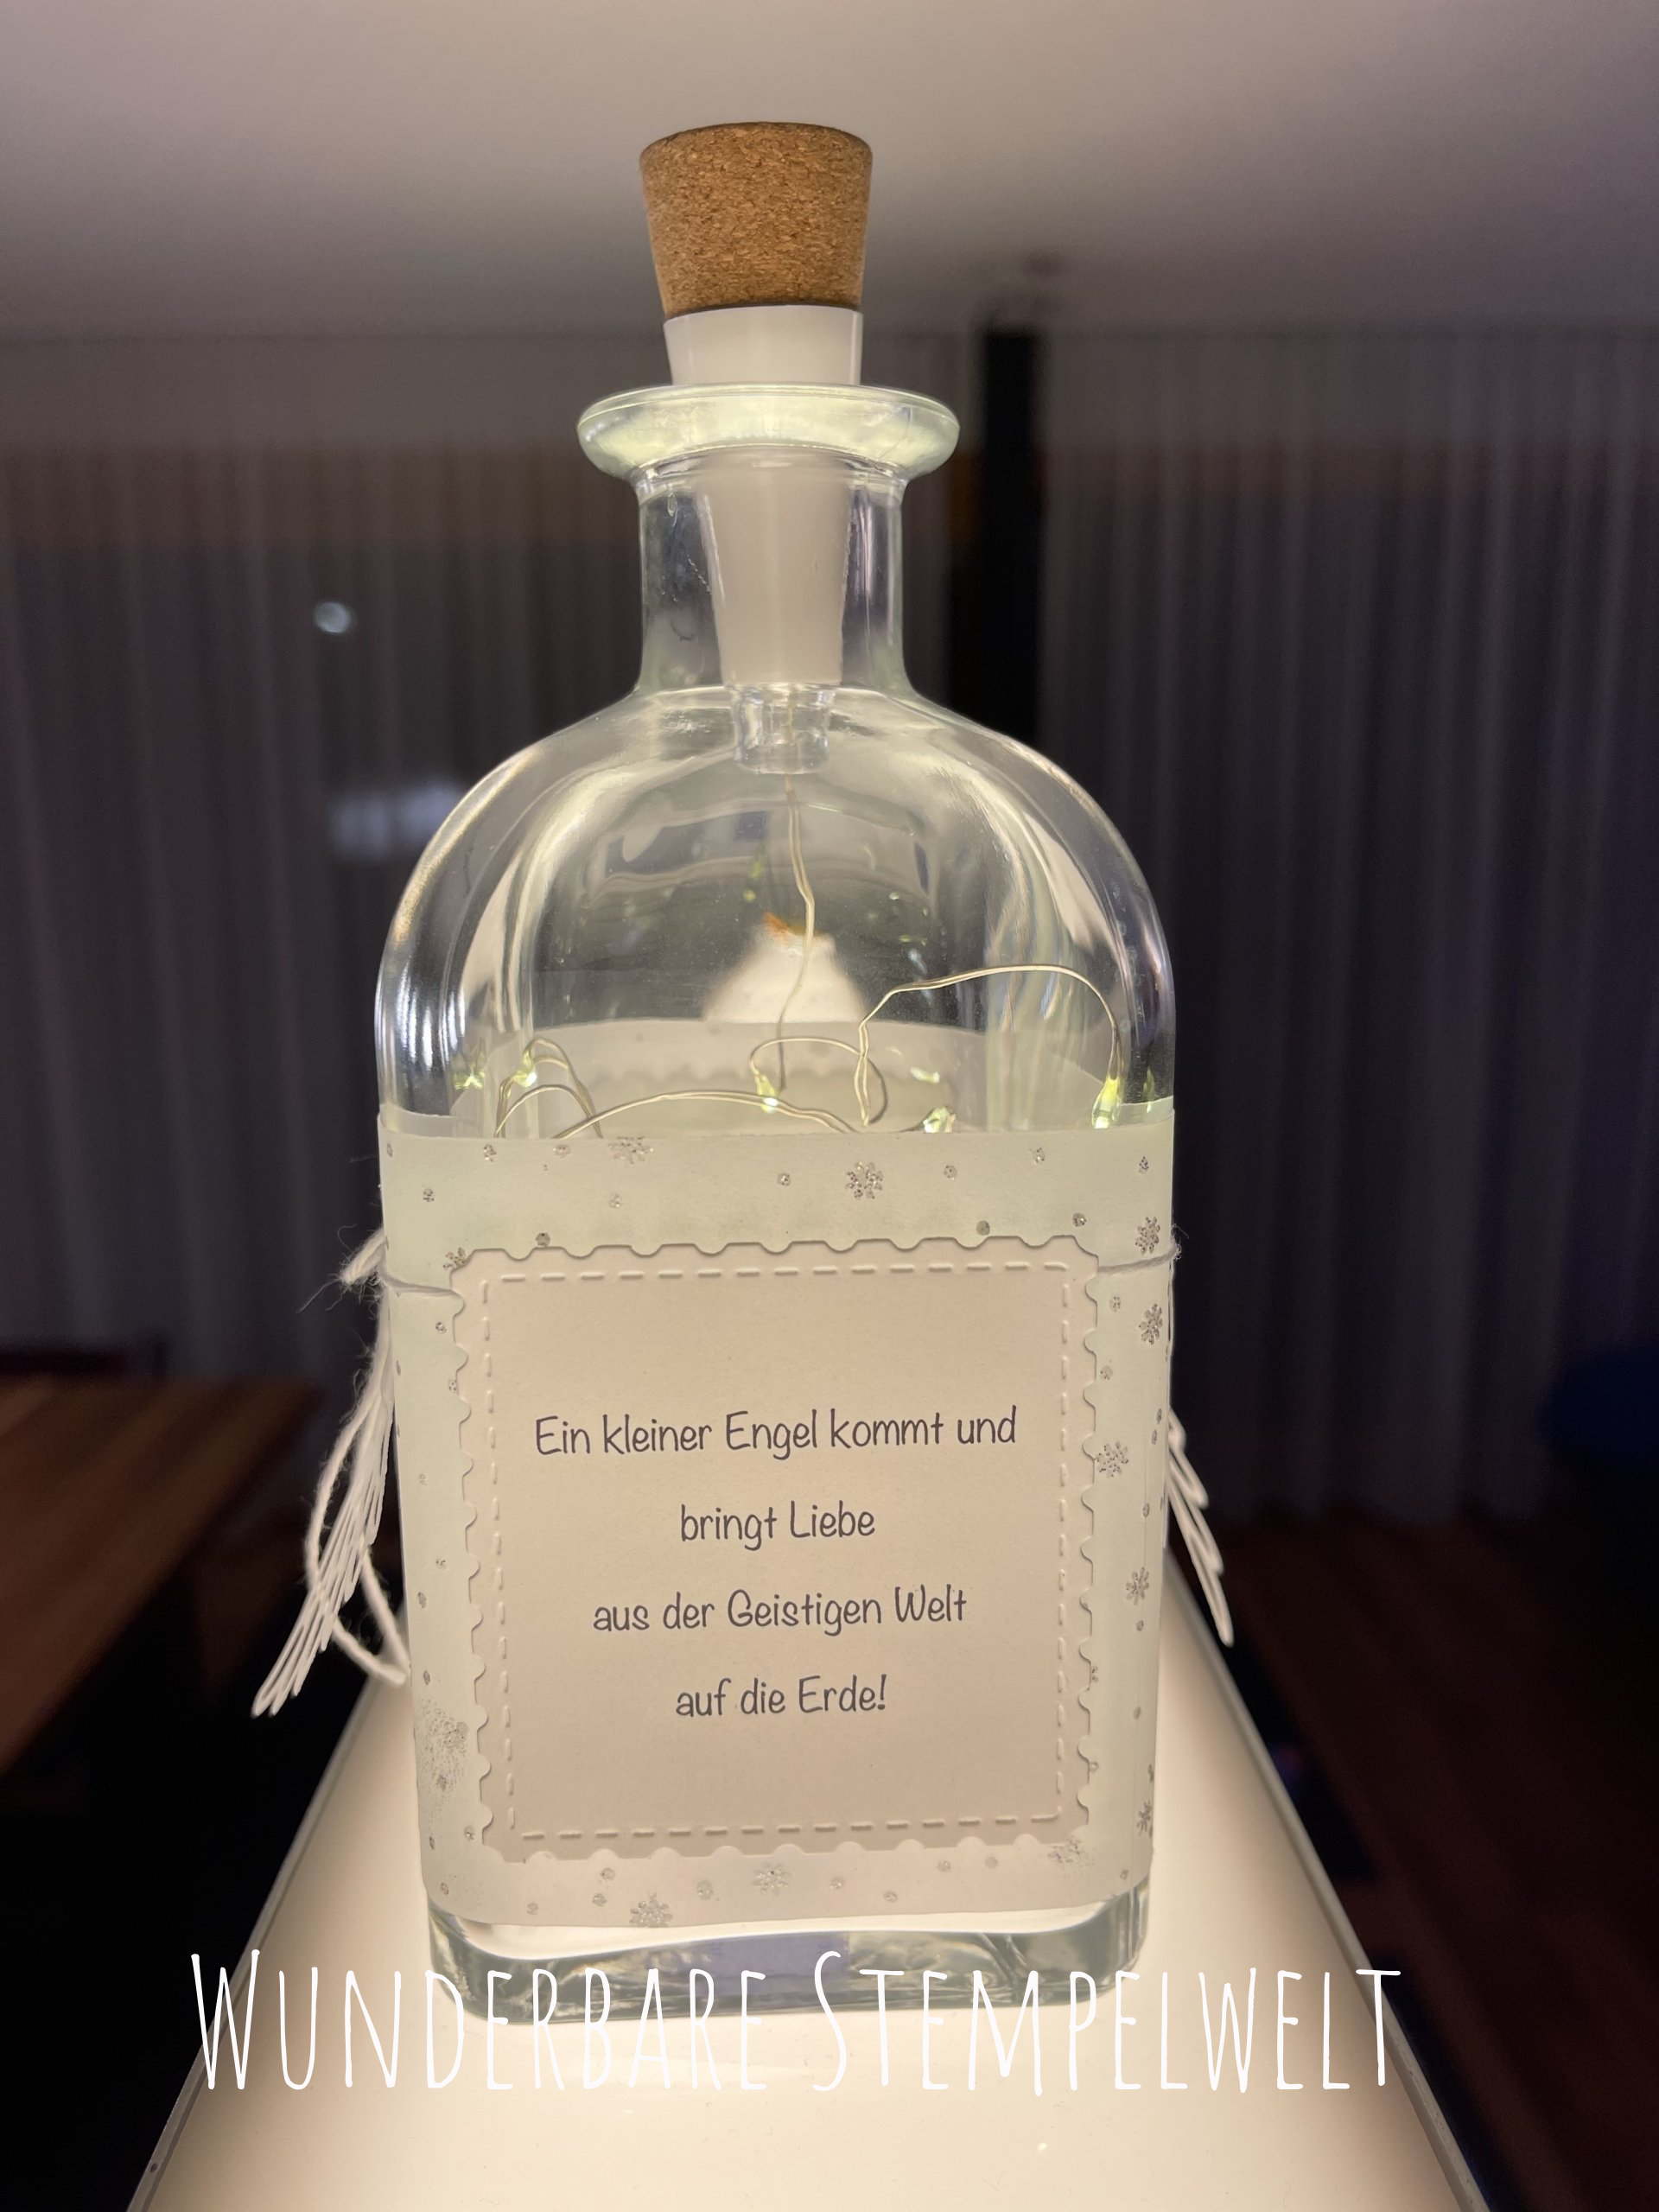 Ein kleiner Engel kommt und
bringt Liebe
aus der Geistigen Welt
auf die Erde!
Wunderbare Stempelwelt